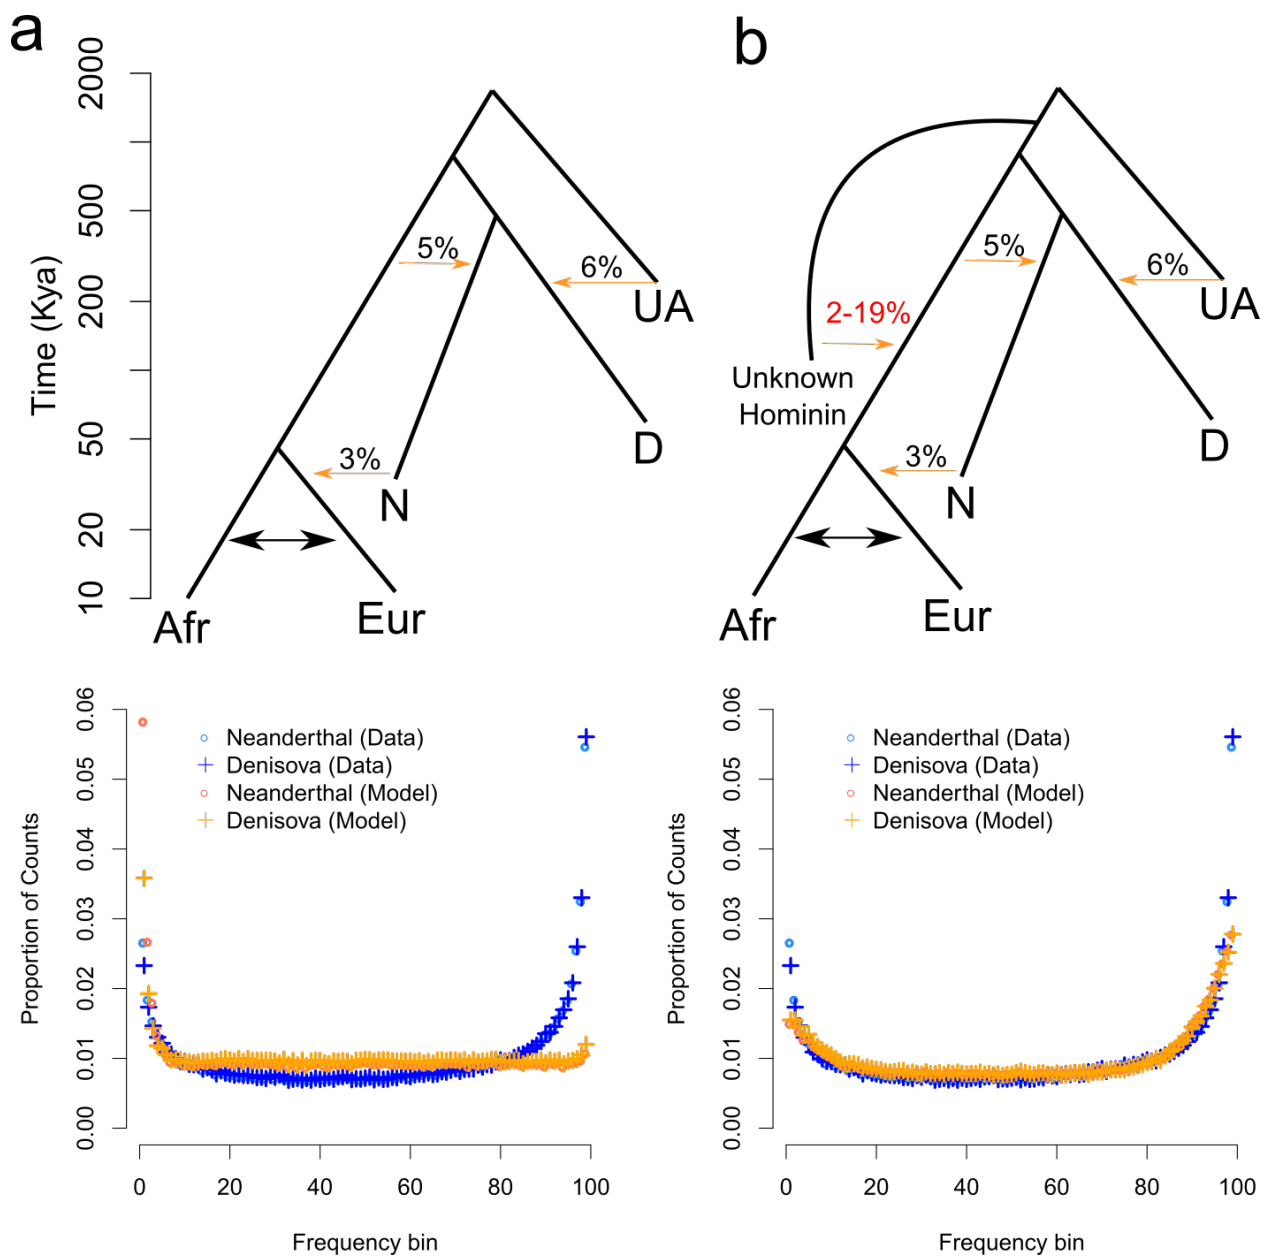 a
b
Time (Kya)
2000
500
200
50
20
10
5%
6%
UA
3%
N
D
Afr
Eur
5%
6%
UA
2-19%
Unknown
Hominin
3%
N
D
Afr
Eur
Proportion of Counts
0.06
0.05
0.04
0.03
0.02
0.01
0.00
Neanderthal (Data)
Denisova (Data)
Neanderthal (Model)
Denisova (Model)
0 20 40 60 80 100
Frequency bin
Proportion of Counts
0.06
0.05
0.04
0.03
0.02
0.01
0.00
Neanderthal (Data)
Denisova (Data)
Neanderthal (Model)
Denisova (Model)
0 20 40 60 80 100
Frequency bin